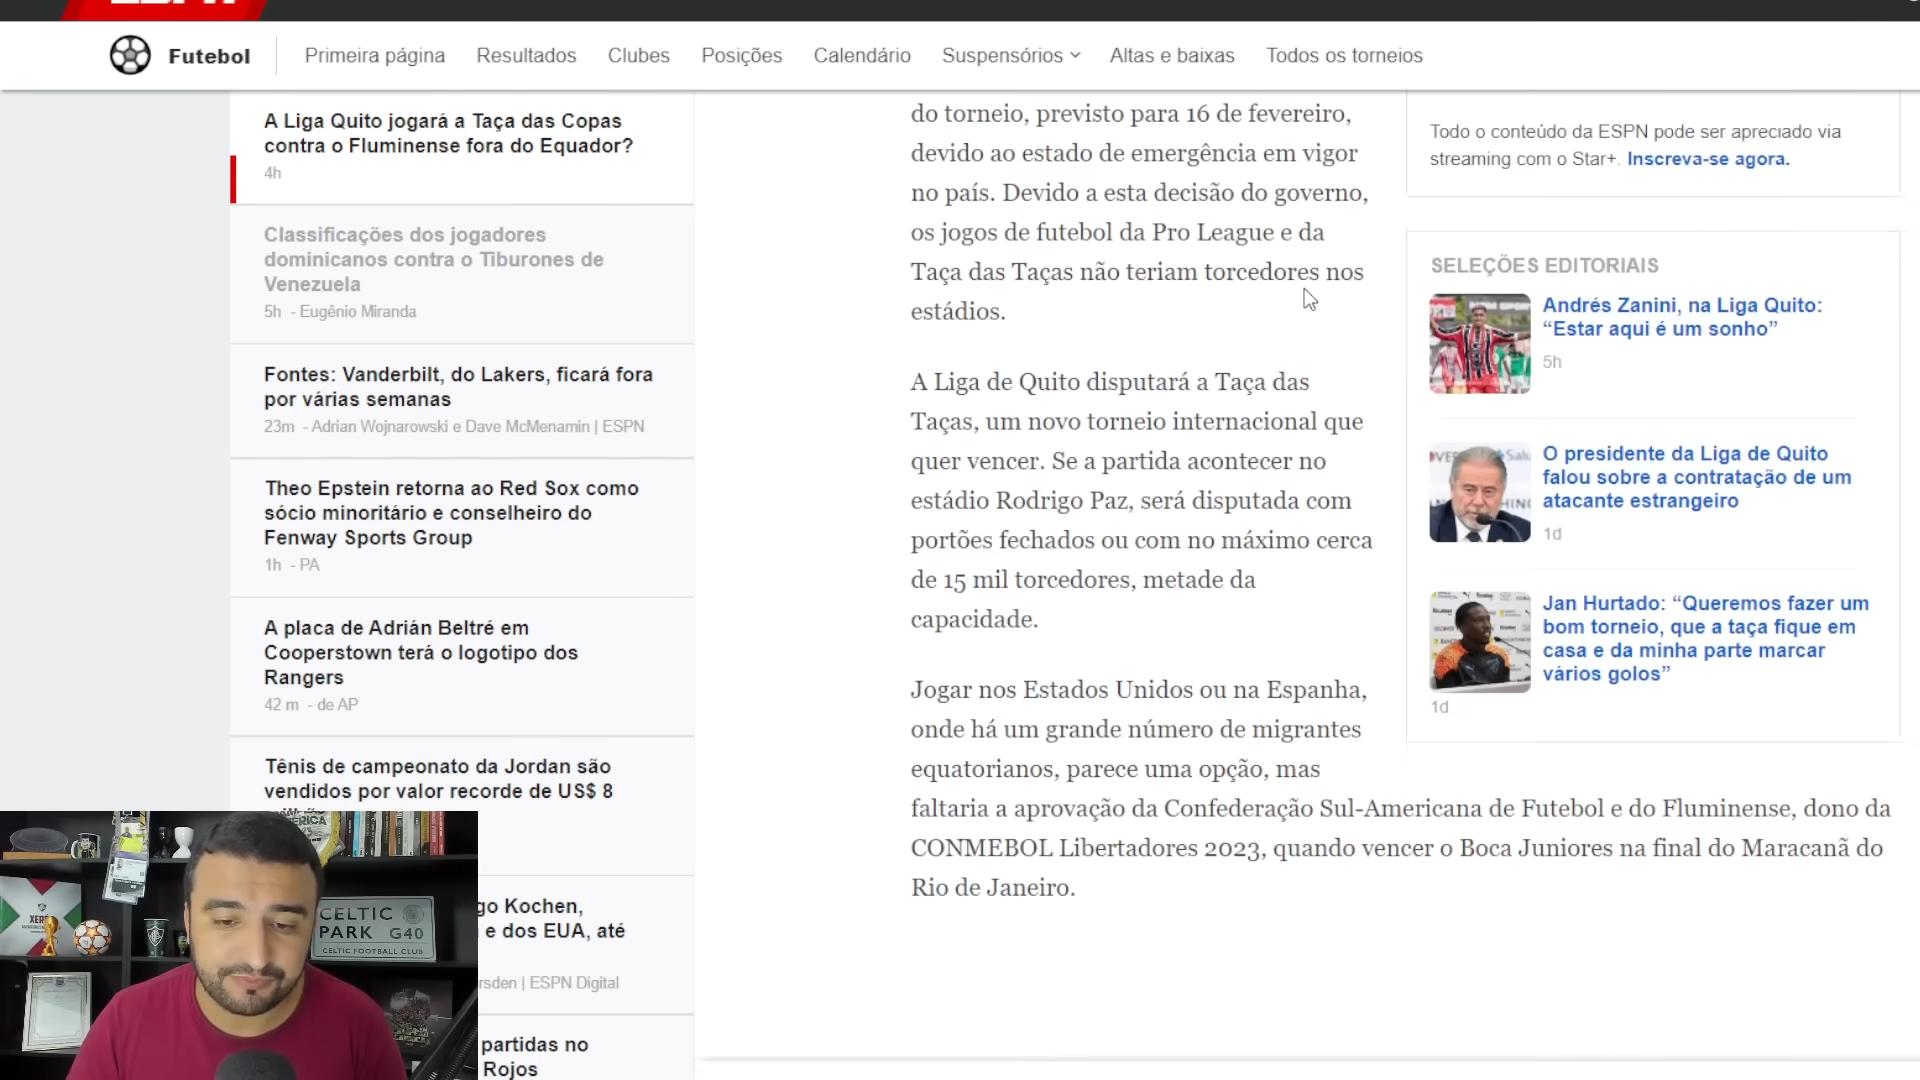 Futebol
Primeira página
Resultados
Clubes
Posições
Calendário
Suspensórios
Altas e baixas
Todos os torneios
A Liga Quito jogará a Taça das Copas
contra o Fluminense fora do Equador?
4h
Classificações dos jogadores
dominicanos contra o Tiburones de
Venezuela
5h - Eugênio Miranda
Fontes: Vanderbilt, do Lakers, ficará fora
por várias semanas
23m - Adrian Wojnarowski e Dave McMenamin | ESPN
Theo Epstein retorna ao Red Sox como
sócio minoritário e conselheiro do
Fenway Sports Group
1h - PA
A placa de Adrián Beltré em
Cooperstown terá o logotipo dos
Rangers
42 m - de AP
Tênis de campeonato da Jordan são
vendidos por valor recorde de US$ 8
go Kochen,
e dos EUA, até
rsden | ESPN Digital
partidas no
Rojos
do torneio, previsto para 16 de fevereiro,
devido ao estado de emergência em vigor
no país. Devido a esta decisão do governo,
os jogos de futebol da Pro League e da
Taça das Taças não teriam torcedores nos
estádios.
A Liga de Quito disputará a Taça das
Taças, um novo torneio internacional que
quer vencer. Se a partida acontecer no
estádio Rodrigo Paz, será disputada com
portões fechados ou com no máximo cerca
de 15 mil torcedores, metade da
capacidade.
Jogar nos Estados Unidos ou na Espanha,
onde há um grande número de migrantes
equatorianos, parece uma opção, mas
faltaria a aprovação da Confederação Sul-Americana de Futebol e do Fluminense, dono da
CONMEBOL Libertadores 2023, quando vencer o Boca Juniores na final do Maracanã do
Rio de Janeiro.
Todo o conteúdo da ESPN pode ser apreciado via
streaming com o Star+. Inscreva-se agora.
SELEÇÕES EDITORIAIS
Andrés Zanini, na Liga Quito:
“Estar aqui é um sonho”
5h
O presidente da Liga de Quito
falou sobre a contratação de um
atacante estrangeiro
1d
Jan Hurtado: “Queremos fazer um
bom torneio, que a taça fique em
casa e da minha parte marcar
vários golos”
1d
CELTIC
PARK G40
CELTIC FOOTBALL CLUB